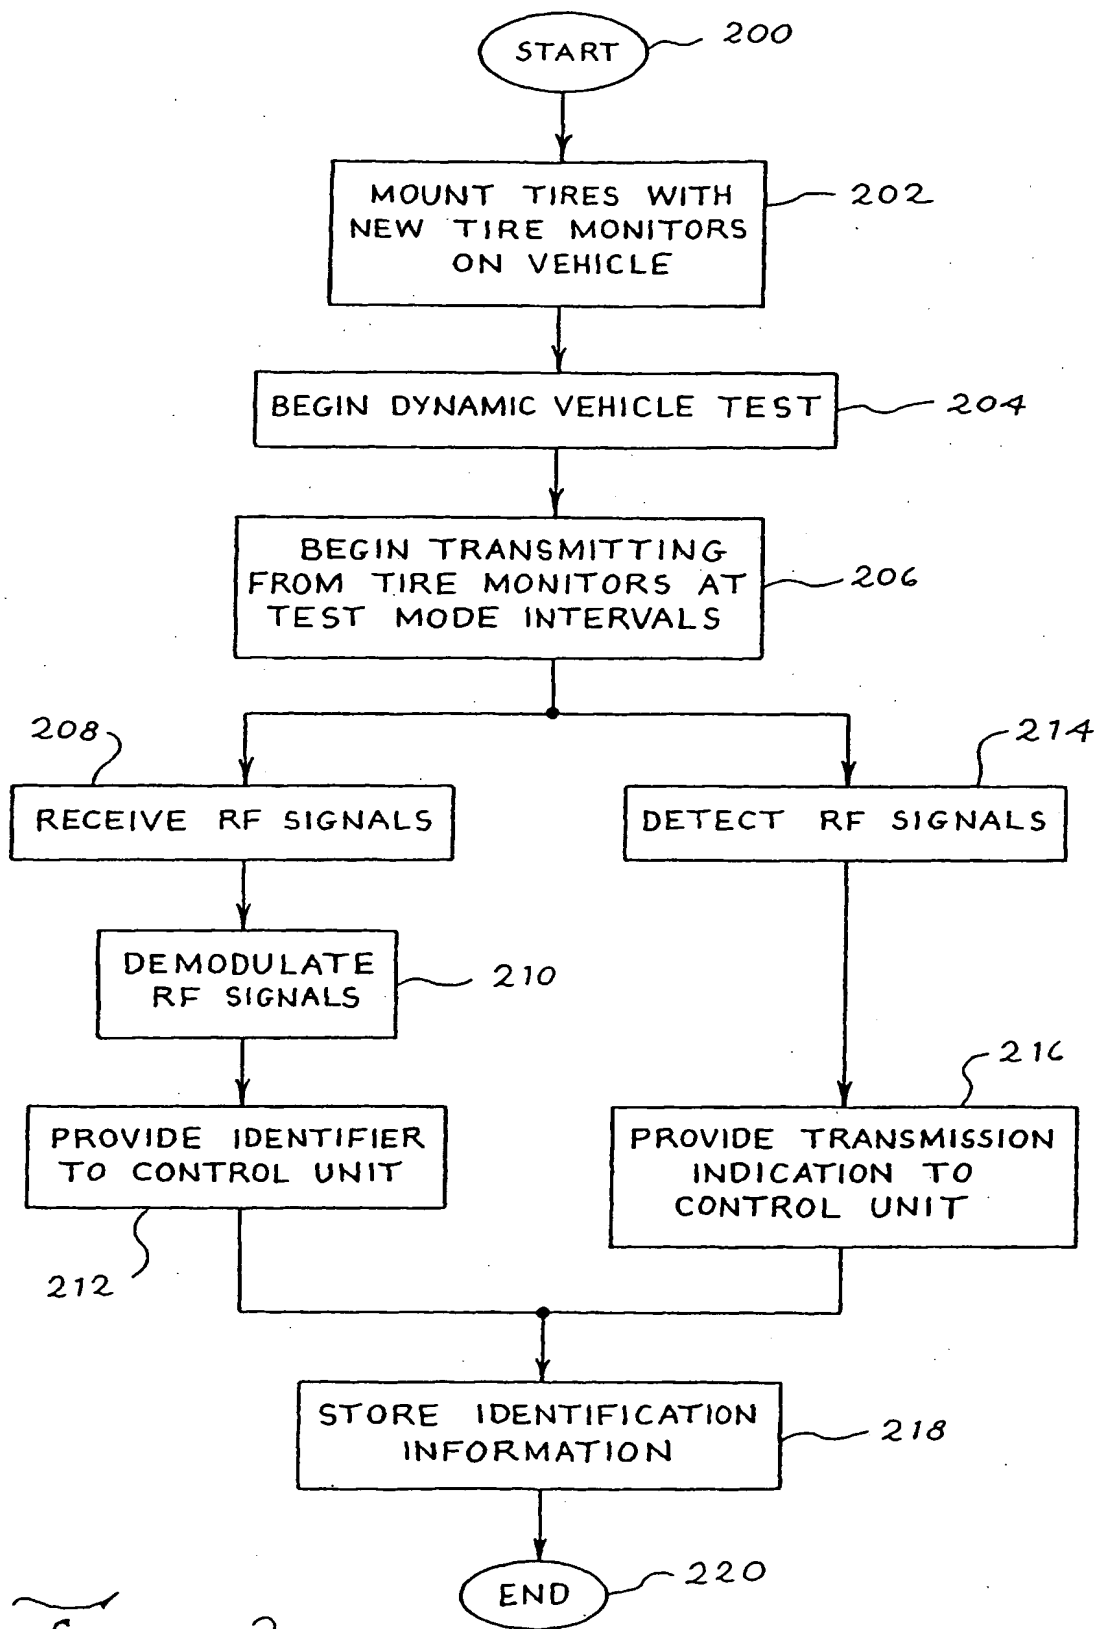 START
200
MOUNT TIRES WITH
NEW TIRE MONITORS
ON VEHICLE
202
BEGIN DYNAMIC VEHICLE TEST
204
BEGIN TRANSMITTING
FROM TIRE MONITORS AT
TEST MODE INTERVALS
206
208
RECEIVE RF SIGNALS
214
DETECT RF SIGNALS
DEMODULATE
RF SIGNALS
210
216
PROVIDE IDENTIFIER
TO CONTROL UNIT
212
PROVIDE TRANSMISSION
INDICATION TO
CONTROL UNIT
STORE IDENTIFICATION
INFORMATION
218
END
220